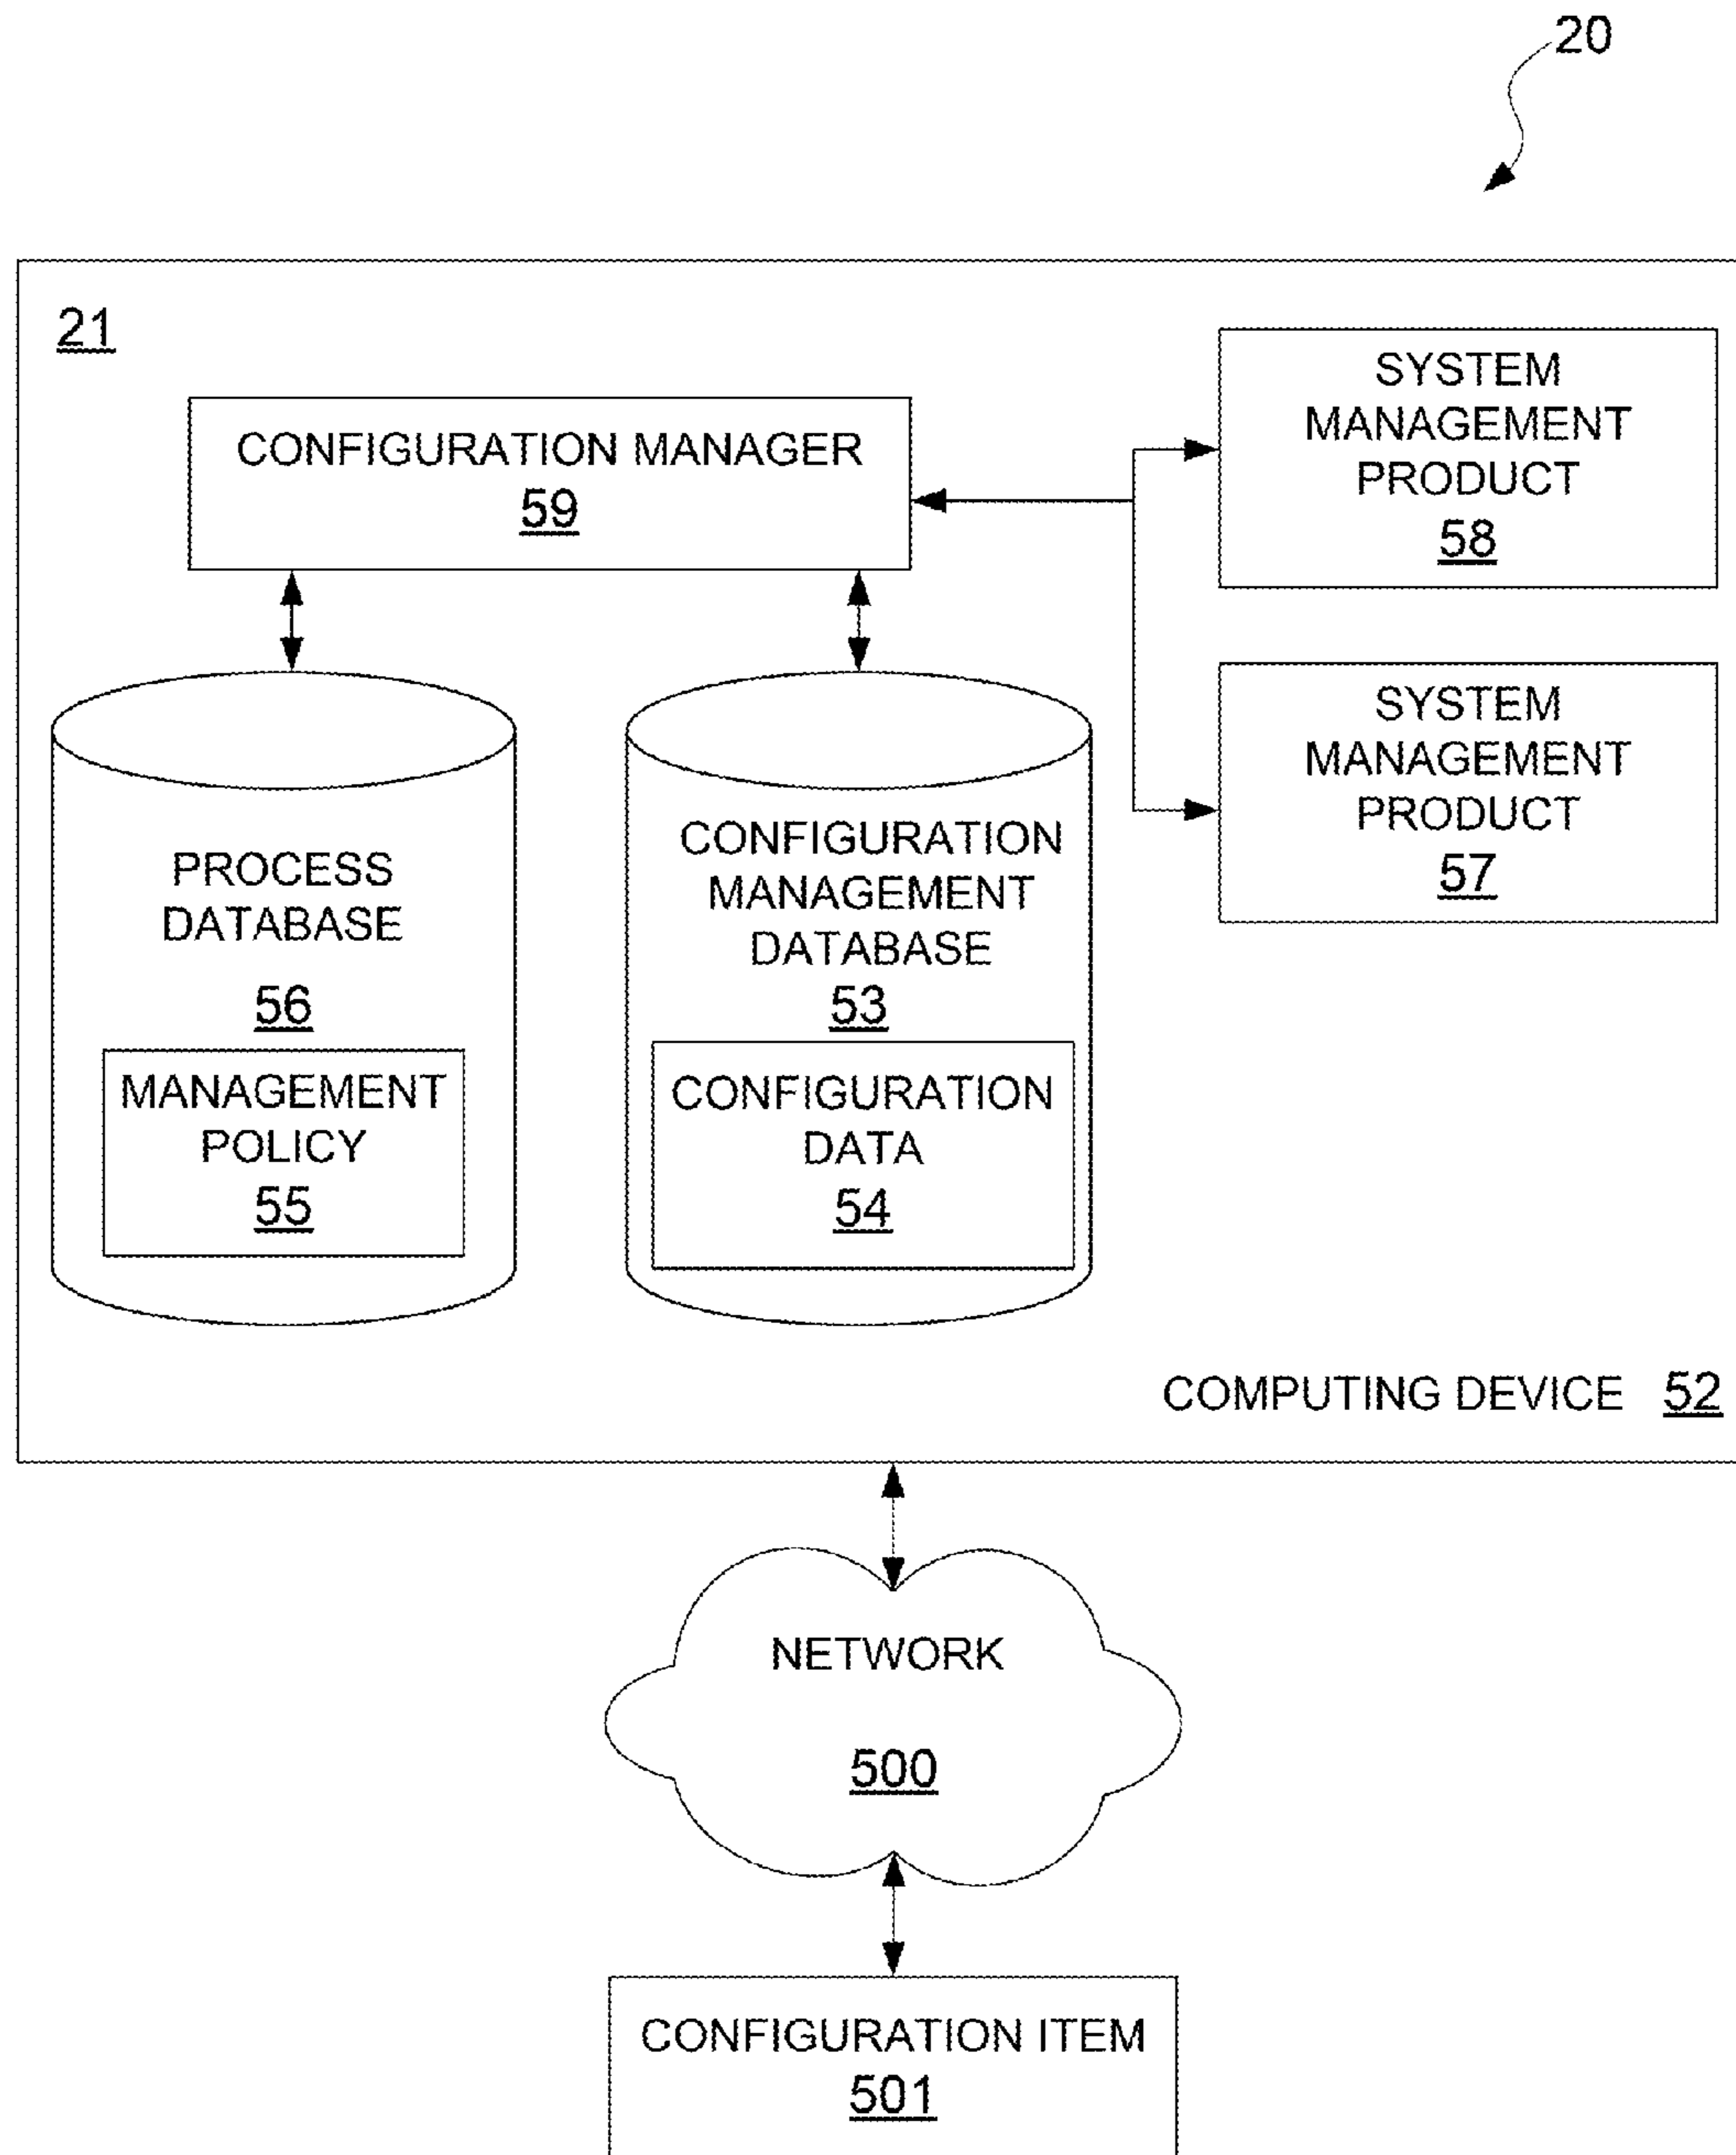 20
21
CONFIGURATION MANAGER
59
SYSTEM
MANAGEMENT
PRODUCT
58
SYSTEM
MANAGEMENT
PRODUCT
57
PROCESS
DATABASE
56
MANAGEMENT
POLICY
55
CONFIGURATION
MANAGEMENT
DATABASE
53
CONFIGURATION
DATA
54
COMPUTING DEVICE 52
NETWORK
500
CONFIGURATION ITEM
501